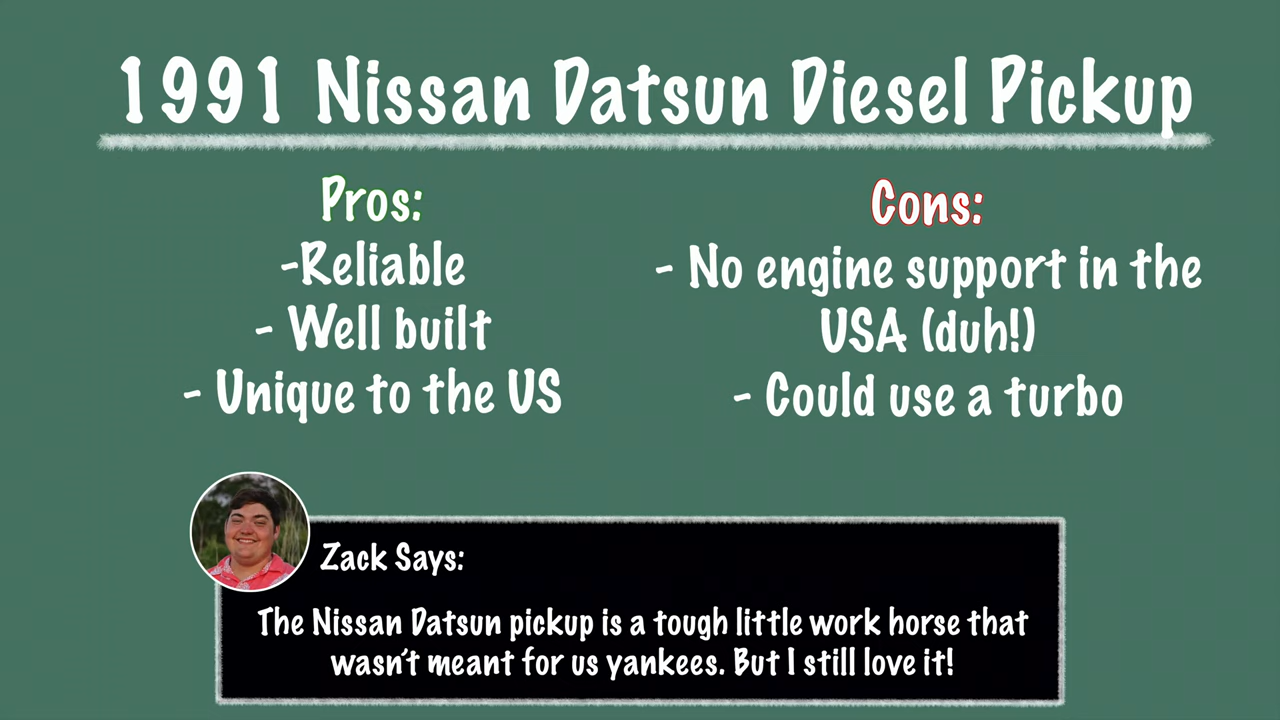 1991 Nissan Datsun Diesel Pickup
Pros:
-Reliable
- Well built
- Unique to the US
Cons:
- No engine support in the
USA (duh!)
- Could use a turbo
Zack Says:
The Nissan Datsun pickup is a tough little work horse that
wasn't meant for us yankees. But I still love it!